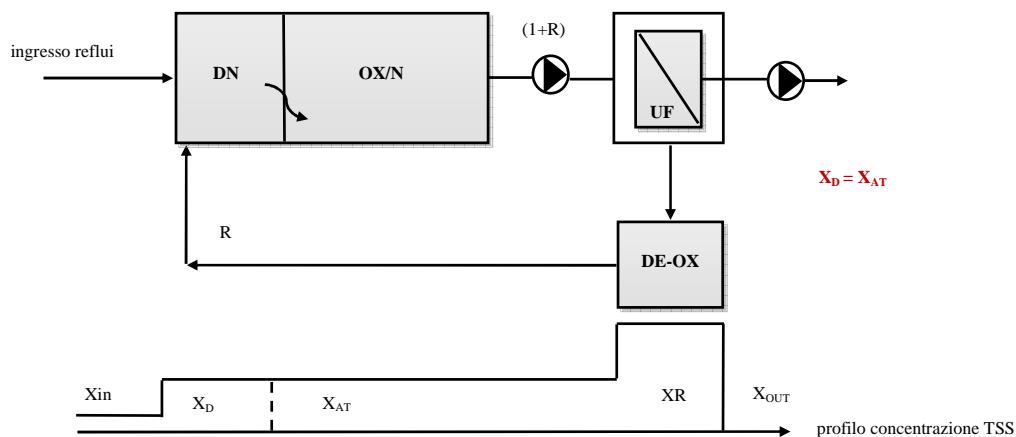 (1+R)
ingresso reflui
DN
OX/N
UF
X_D = X_AT
R
DE-OX
Xin
X_D
X_AT
XR
X_OUT
profilo concentrazione TSS